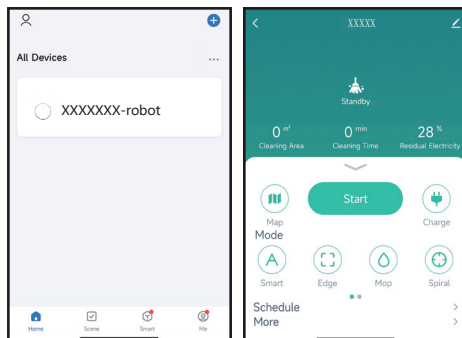 All Devices
...
XXXXXXX-robot
Home
Scene
Smart
Me
XXXXX
Standby
0 m²
0 min
28 %
Cleaning Area
Cleaning Time
Residual Electricity
Start
Map
Charge
Mode
Smart
Edge
Mop
Spiral
Schedule
More